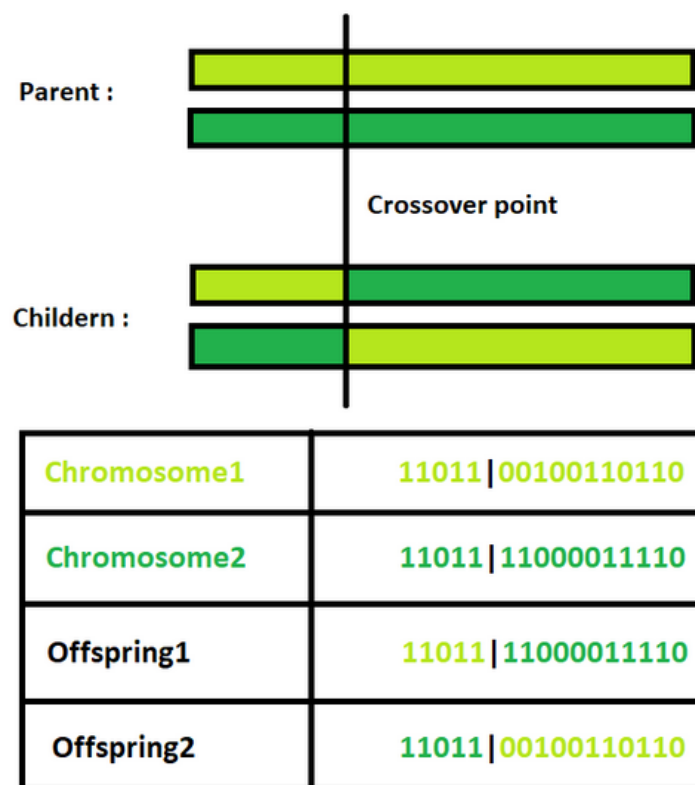 Parent :
Crossover point
Childern :
Chromosome1 11011|00100110110
Chromosome2 11011|11000011110
Offspring1 11011|11000011110
Offspring2 11011|00100110110